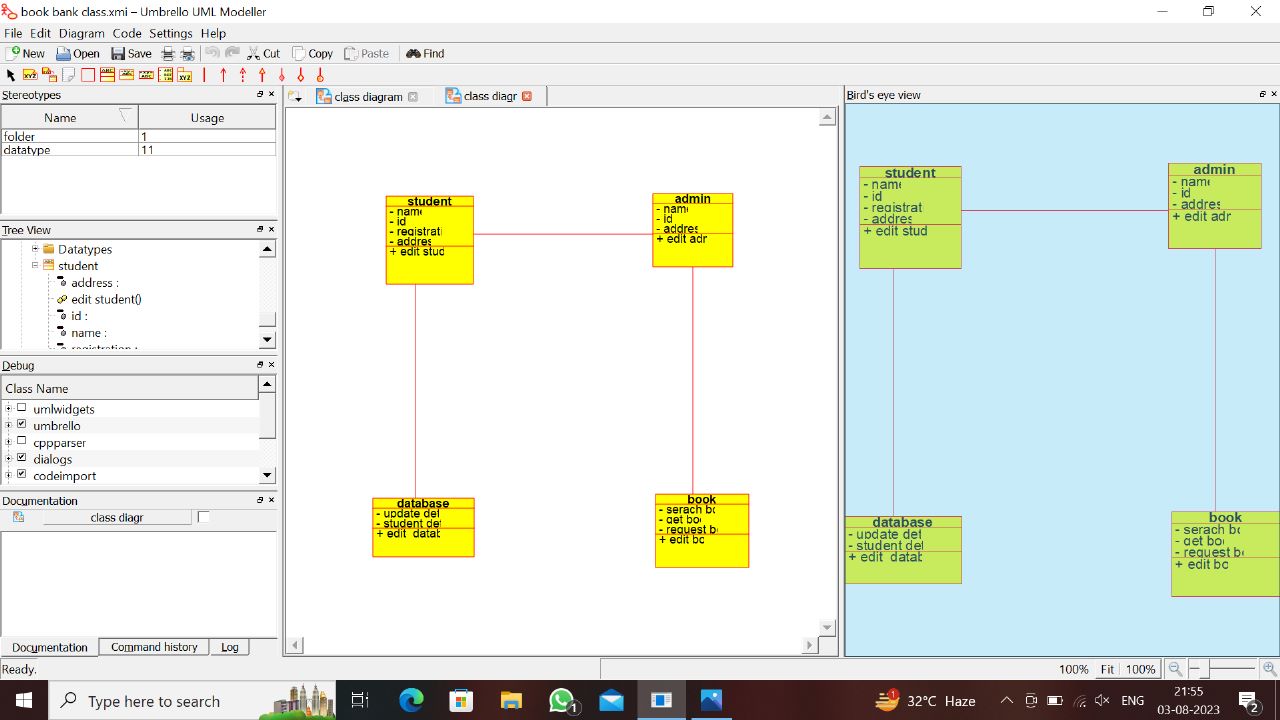 book bank class.xmi – Umbrello UML Modeller
File Edit Diagram Code Settings Help
New Open Save Cut Copy Paste Find
Stereotypes
Name Usage
folder 1
datatype 11
Tree View
Datatypes
student
address :
edit student()
id :
name :
registration :
Debug
Class Name
umlwidgets
umbrello
cppparser
dialogs
codeimport
Documentation
class diagr
Documentation Command history Log
Ready.
class diagram class diagr
student
- name
- id
- registrati
- addres
+ edit stud
admin
- name
- id
- addres
+ edit adr
database
- update det
- student det
+ edit datab
book
- serach bo
- get boo
- request b
+ edit bo
Bird's eye view
student
- name
- id
- registrat
- addres
+ edit stud
admin
- name
- id
- addres
+ edit adr
database
- update det
- student det
+ edit datab
book
- serach bo
- get boo
- request b
+ edit bo
100% Fit 100%
Type here to search
1
1
32°C Haze
ENG
21:55
03-08-2023
2